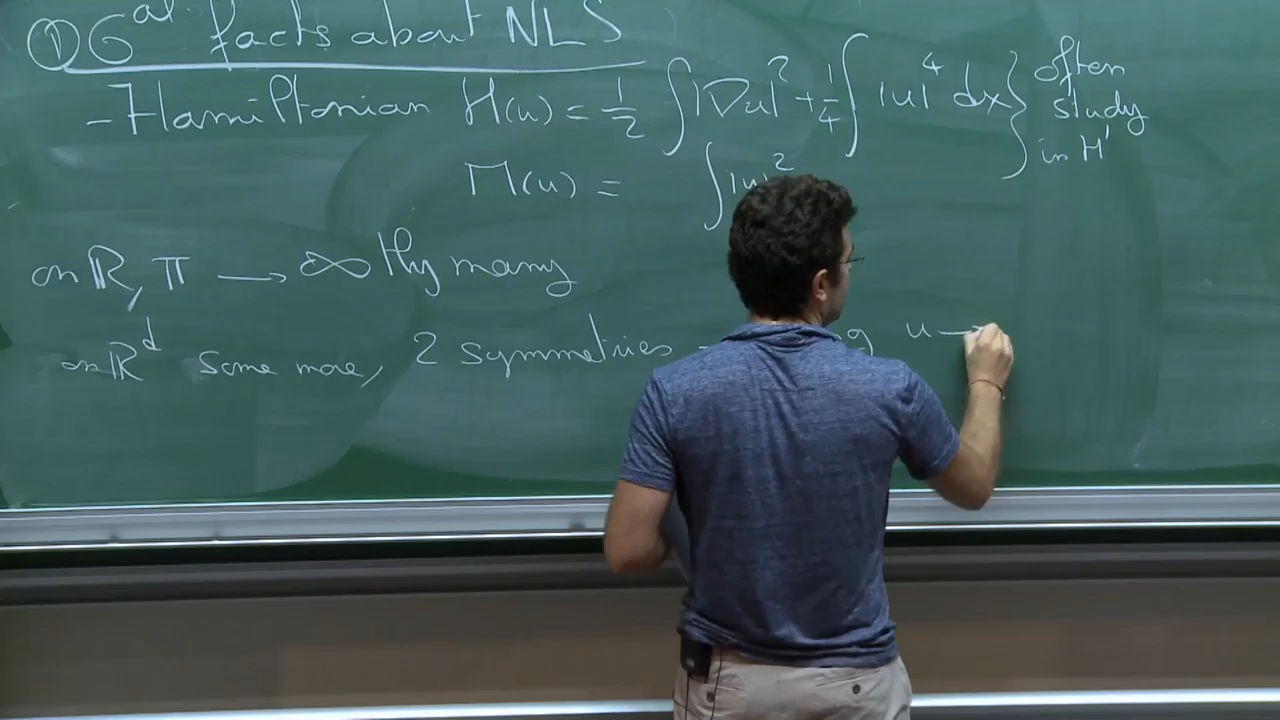 ① G^al. facts about NLS
- Hamiltonian H(u) = 1/2 ∫|∇u|² + 1/4 ∫|u|⁴ dx } often study in H¹
M(u) = ∫|u|²
on ℝ, 𝕋 → ∞tly many
on ℝ^d some more, 2 symmetries - u →